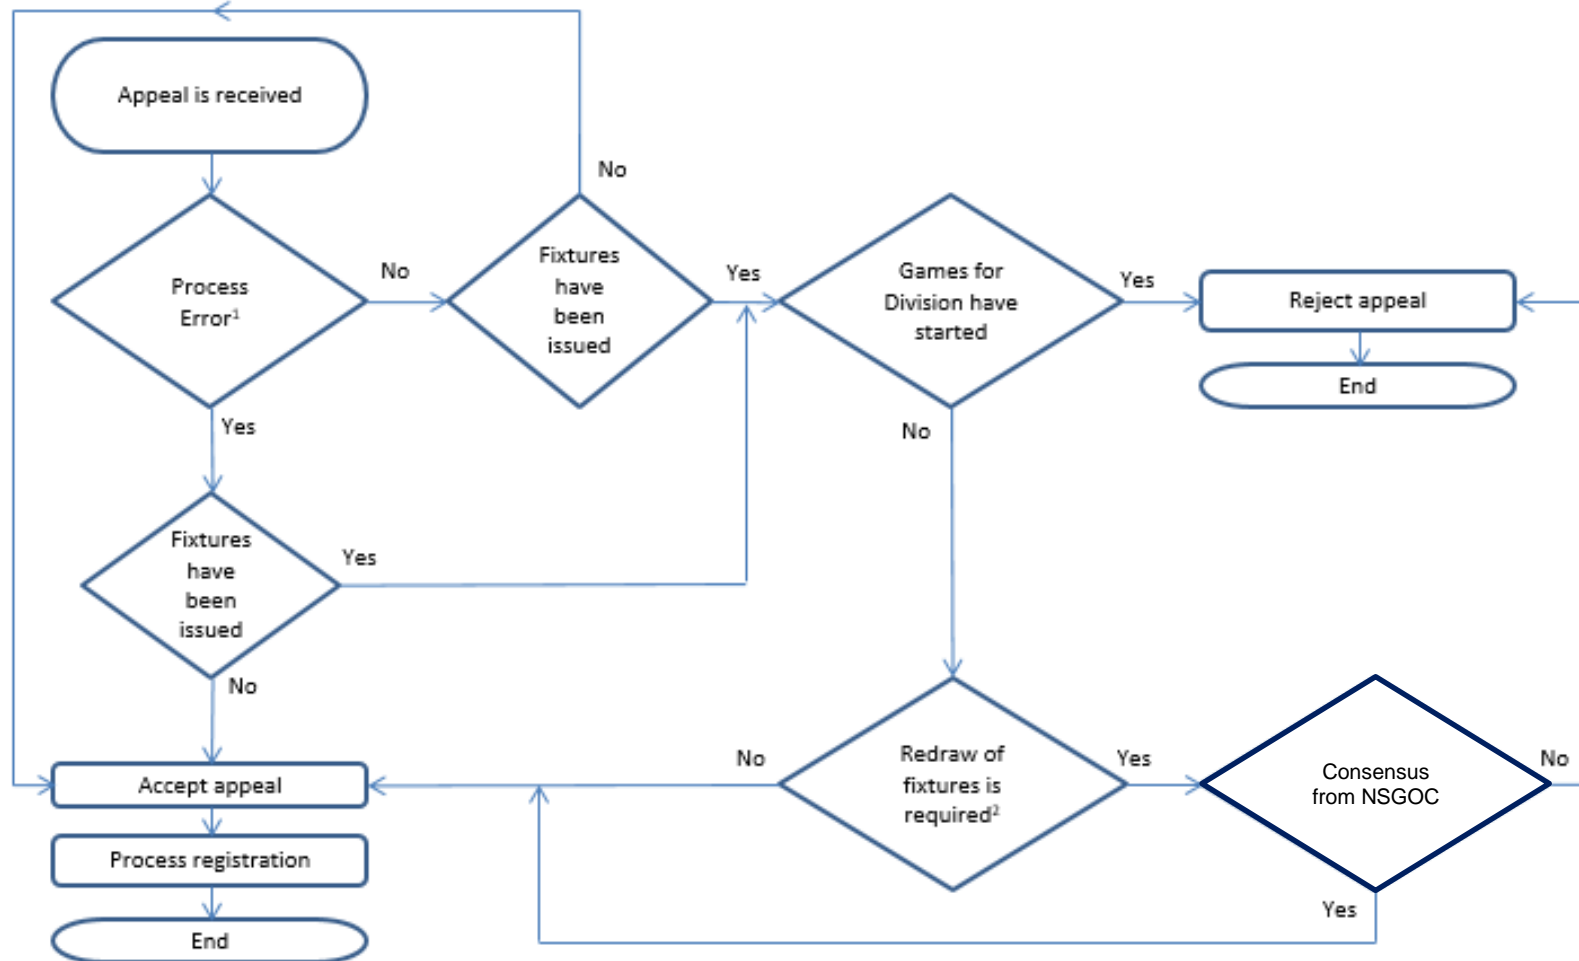 Appeal is received
No
Process
Error¹
No
Fixtures
have
been
issued
Yes
Games for
Division have
started
Yes
Reject appeal
End
Yes
No
Fixtures
have
been
issued
Yes
No
Accept appeal
Process registration
End
No
Redraw of
fixtures is
required²
Yes
Consensus
from NSGOC
No
Yes